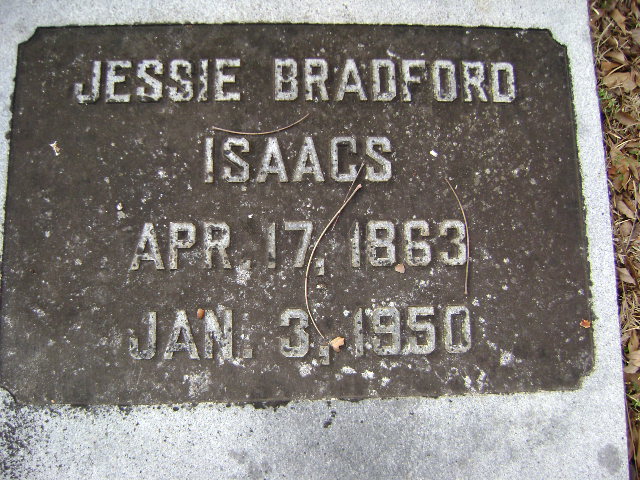 JESSIE BRADFORD
ISAACS
APR. 17, 1863
JAN. 3, 1950